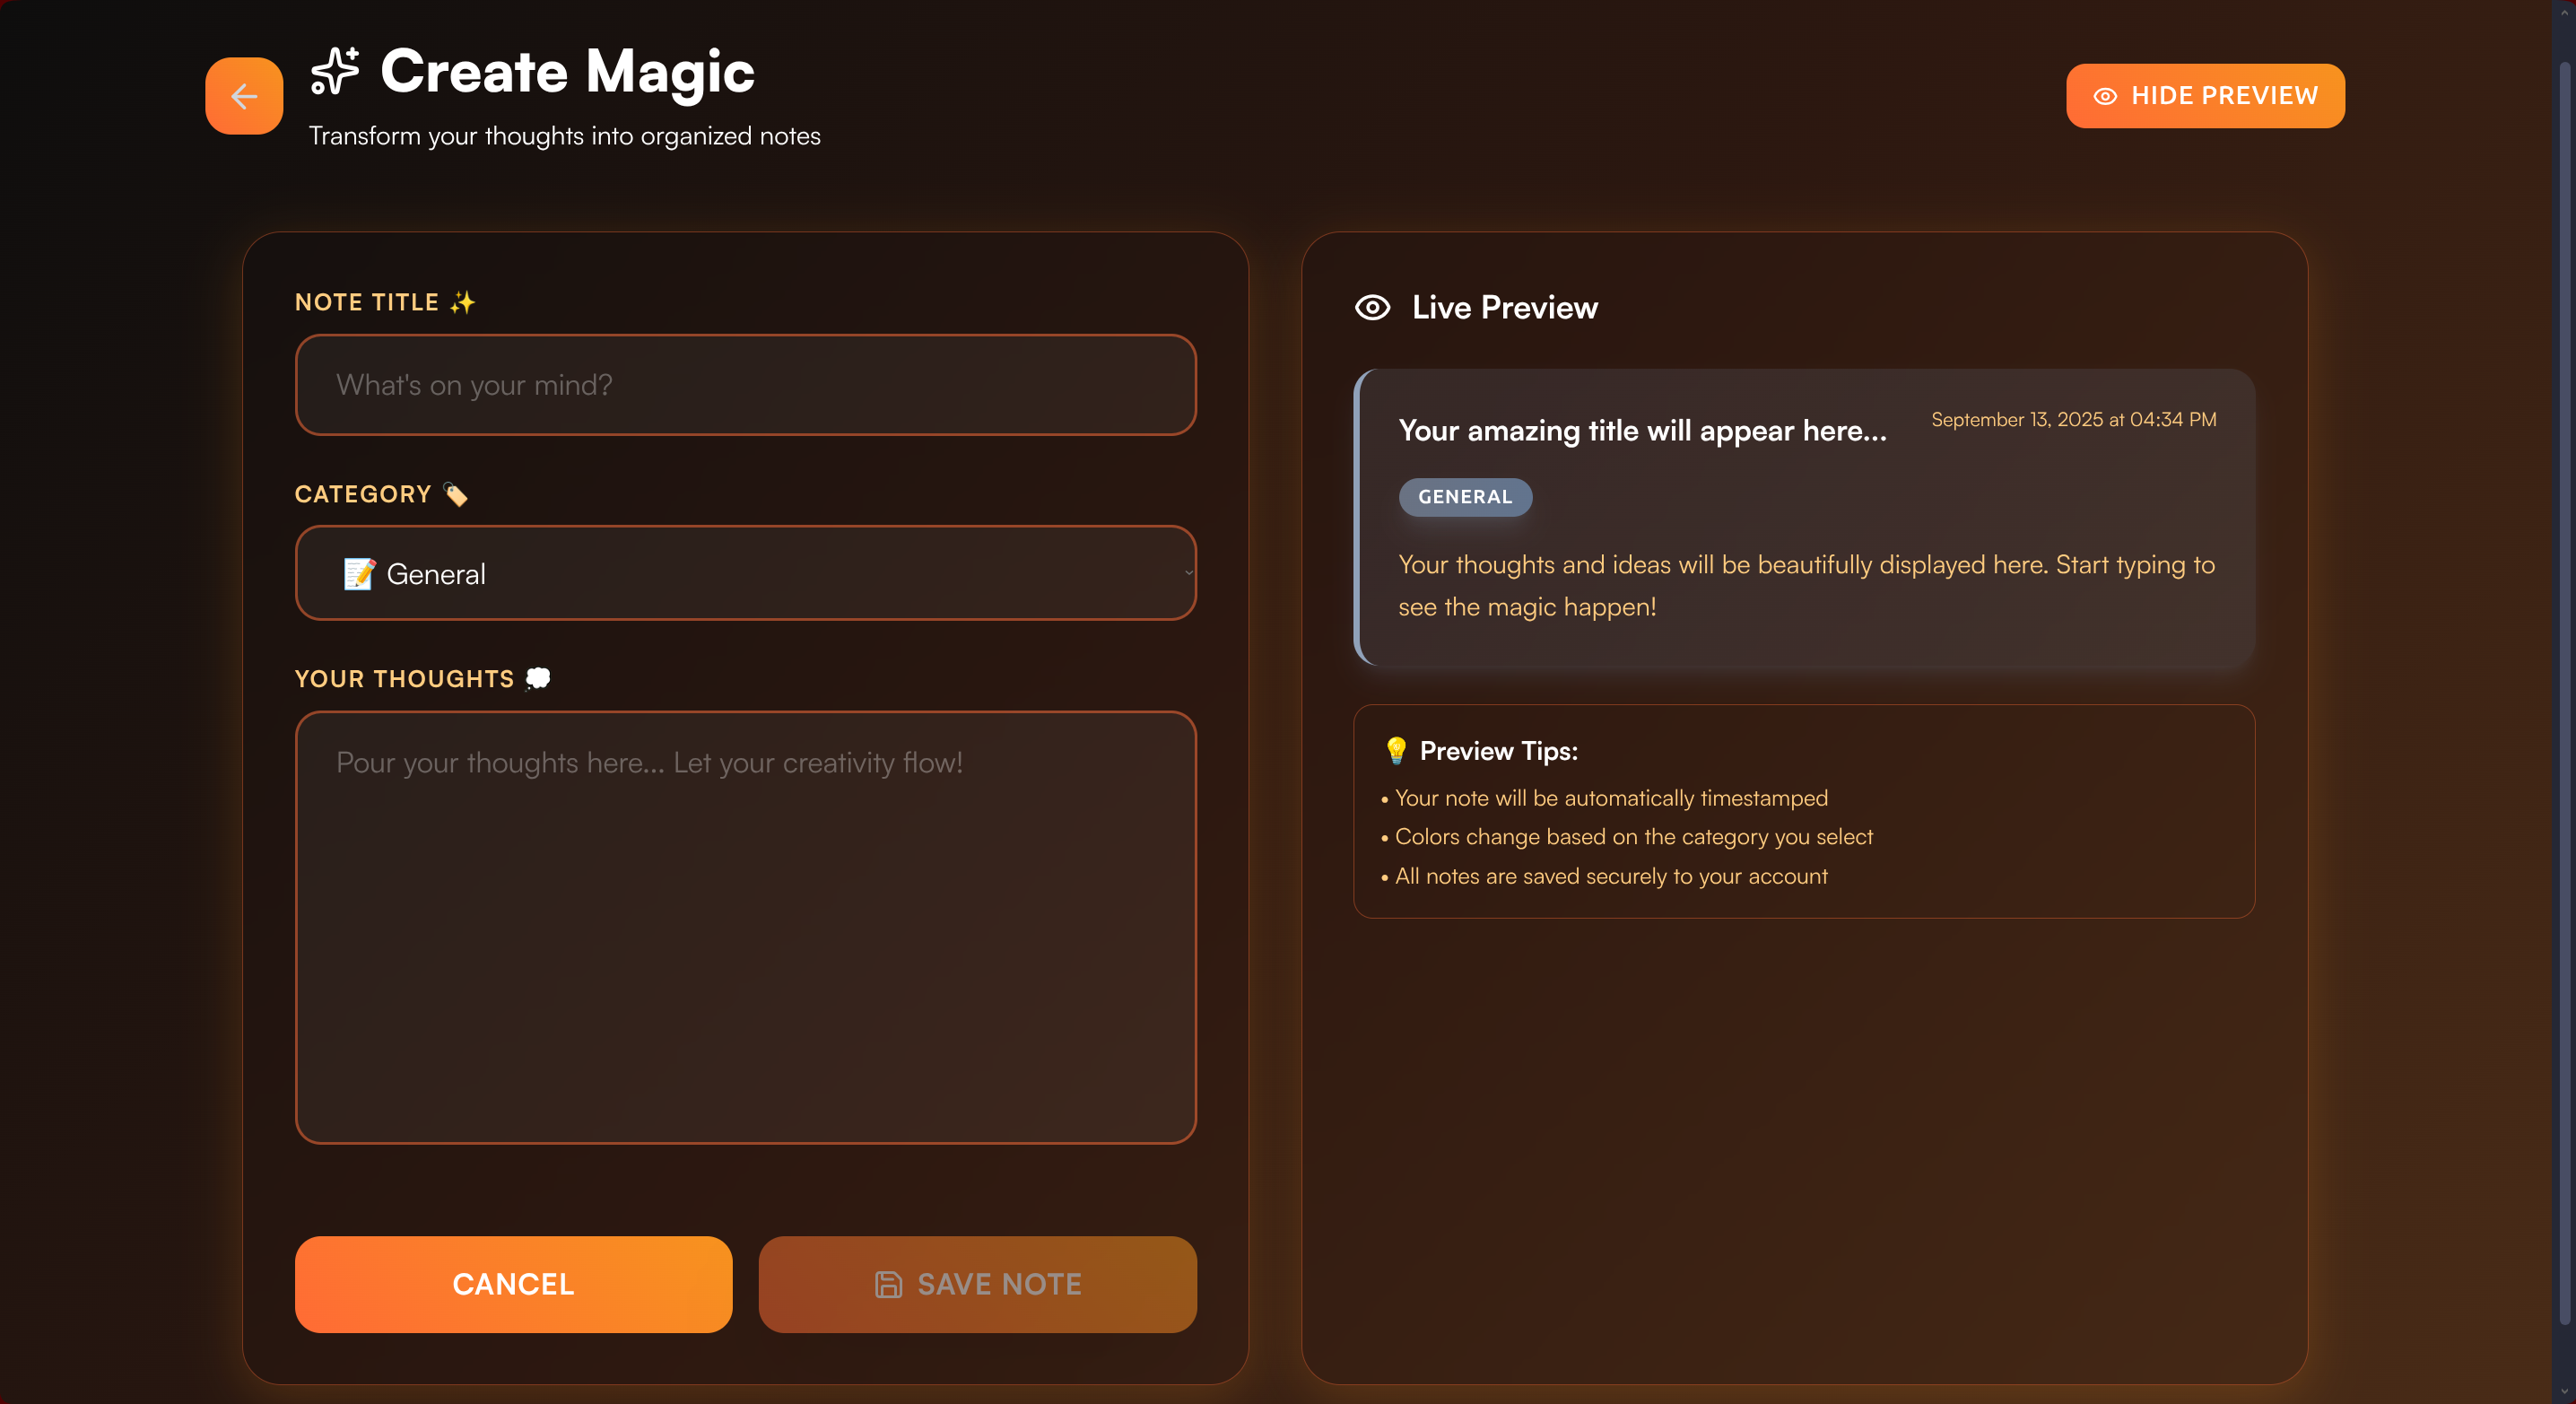 Create Magic
Transform your thoughts into organized notes
HIDE PREVIEW
NOTE TITLE ✨
What's on your mind?
CATEGORY 🏷️
📝 General
YOUR THOUGHTS 💭
Pour your thoughts here... Let your creativity flow!
CANCEL
SAVE NOTE
Live Preview
Your amazing title will appear here...
September 13, 2025 at 04:34 PM
GENERAL
Your thoughts and ideas will be beautifully displayed here. Start typing to
see the magic happen!
💡 Preview Tips:
• Your note will be automatically timestamped
• Colors change based on the category you select
• All notes are saved securely to your account